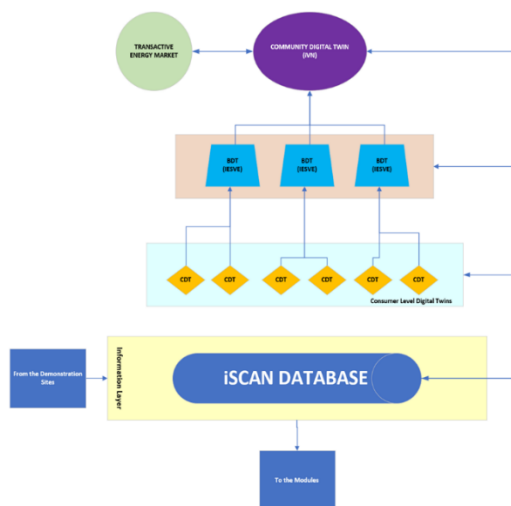 TRANSACTIVE
ENERGY MARKET
COMMUNITY DIGITAL TWIN
(iVN)
BDT
(IESVE)
BDT
(IESVE)
BDT
(IESVE)
CDT
CDT
CDT
CDT
CDT
CDT
Consumer Level Digital Twins
From the Demonstration
Sites
Information Layer
iSCAN DATABASE
To the Modules